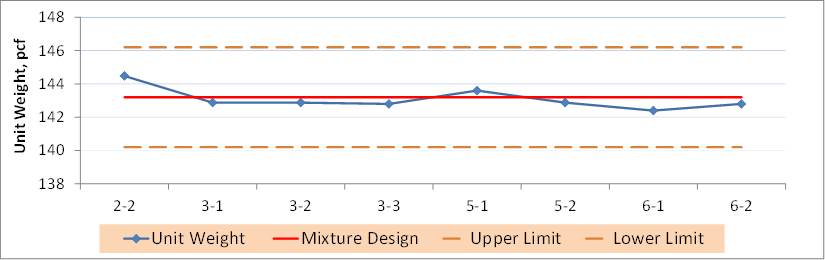 148
146
144
142
140
138
Unit Weight, pcf
2-2 3-1 3-2 3-3 5-1 5-2 6-1 6-2
Unit Weight Mixture Design Upper Limit Lower Limit